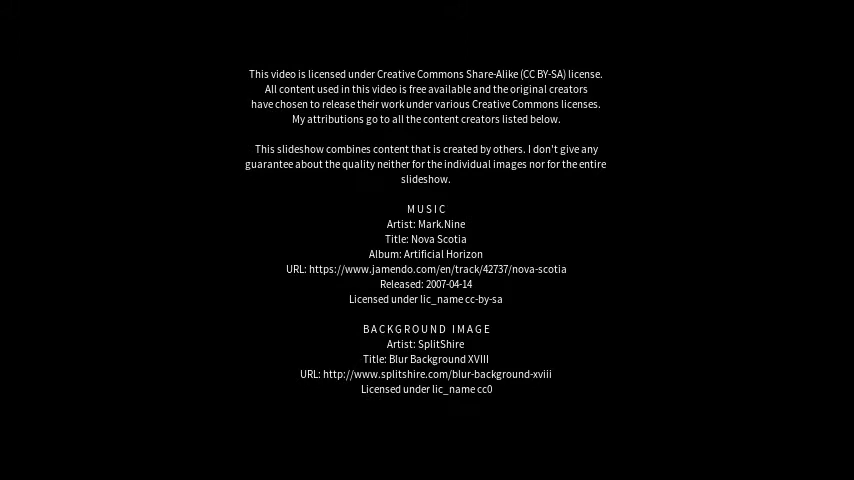 This video is licensed under Creative Commons Share-Alike (CC BY-SA) license.
All content used in this video is free available and the original creators
have chosen to release their work under various Creative Commons licenses.
My attributions go to all the content creators listed below.
This slideshow combines content that is created by others. I don't give any
guarantee about the quality neither for the individual images nor for the entire
slideshow.
MUSIC
Artist: Mark.Nine
Title: Nova Scotia
Album: Artificial Horizon
URL: https://www.jamendo.com/en/track/42737/nova-scotia
Released: 2007-04-14
Licensed under lic_name cc-by-sa
BACKGROUND IMAGE
Artist: SplitShire
Title: Blur Background XVIII
URL: http://www.splitshire.com/blur-background-xviii
Licensed under lic_name cc0